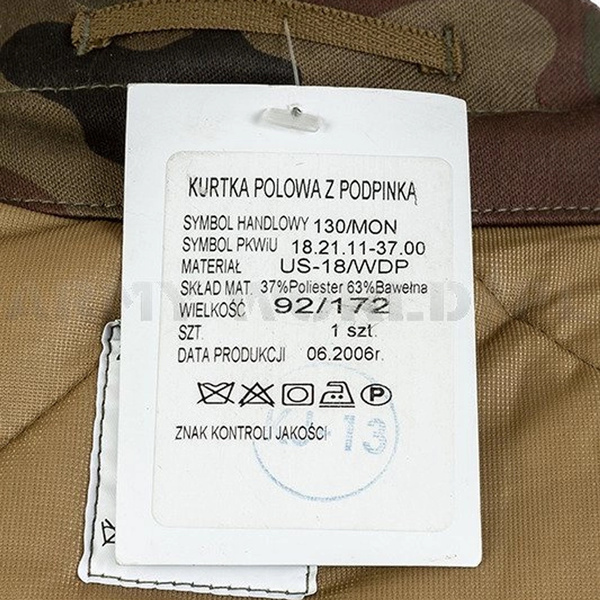 KURTKA POLOWA Z PODPINKĄ
SYMBOL HANDLOWY 130/MON
SYMBOL PKWiU 18.21.11-37.00
MATERIAŁ US-18/WDP
SKŁAD MAT. 37%Poliester 63%Bawełna
WIELKOŚĆ 92/172
SZT. 1 szt.
DATA PRODUKCJI 06.2006r.
P
ZNAK KONTROLI JAKOŚCI